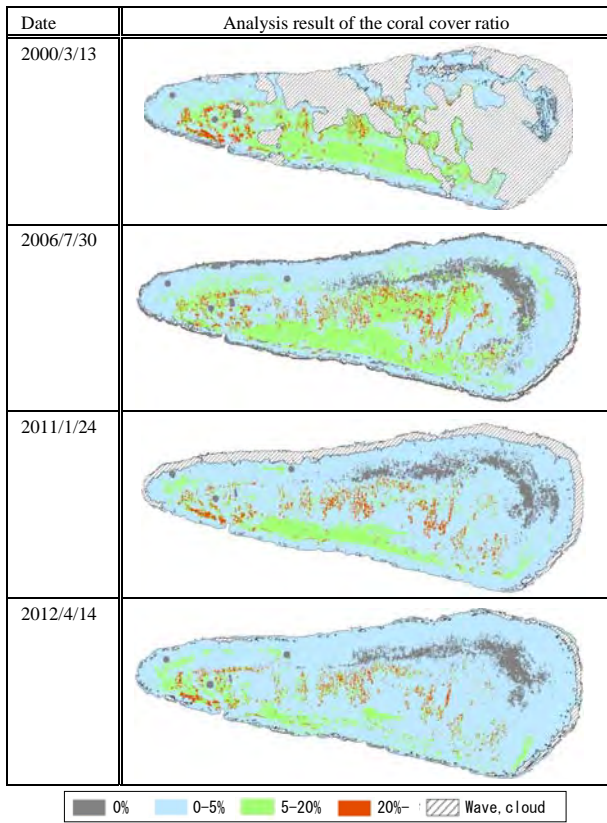 Date Analysis result of the coral cover ratio
2000/3/13
2006/7/30
2011/1/24
2012/4/14
0% 0-5% 5-20% 20%- Wave, cloud